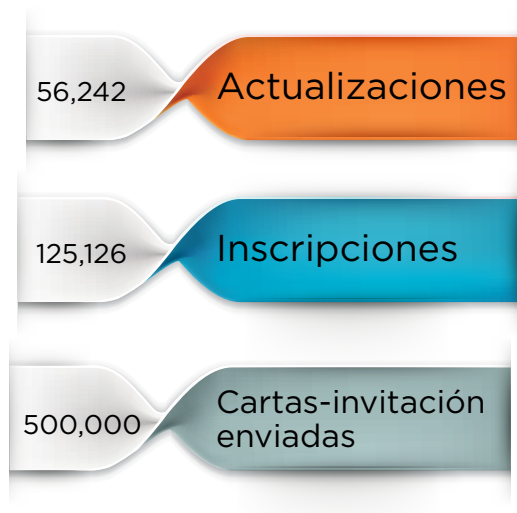 56,242 Actualizaciones
125,126 Inscripciones
500,000 Cartas-invitación
enviadas